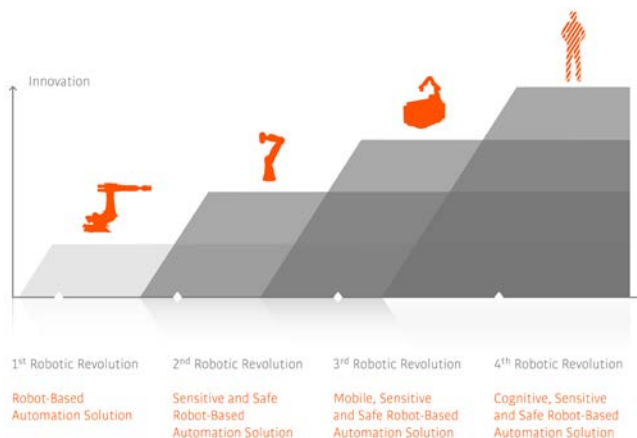 Innovation
1st Robotic Revolution
Robot-Based
Automation Solution
2nd Robotic Revolution
Sensitive and Safe
Robot-Based
Automation Solution
3rd Robotic Revolution
Mobile, Sensitive
and Safe Robot-Based
Automation Solution
4th Robotic Revolution
Cognitive, Sensitive
and Safe Robot-Based
Automation Solution